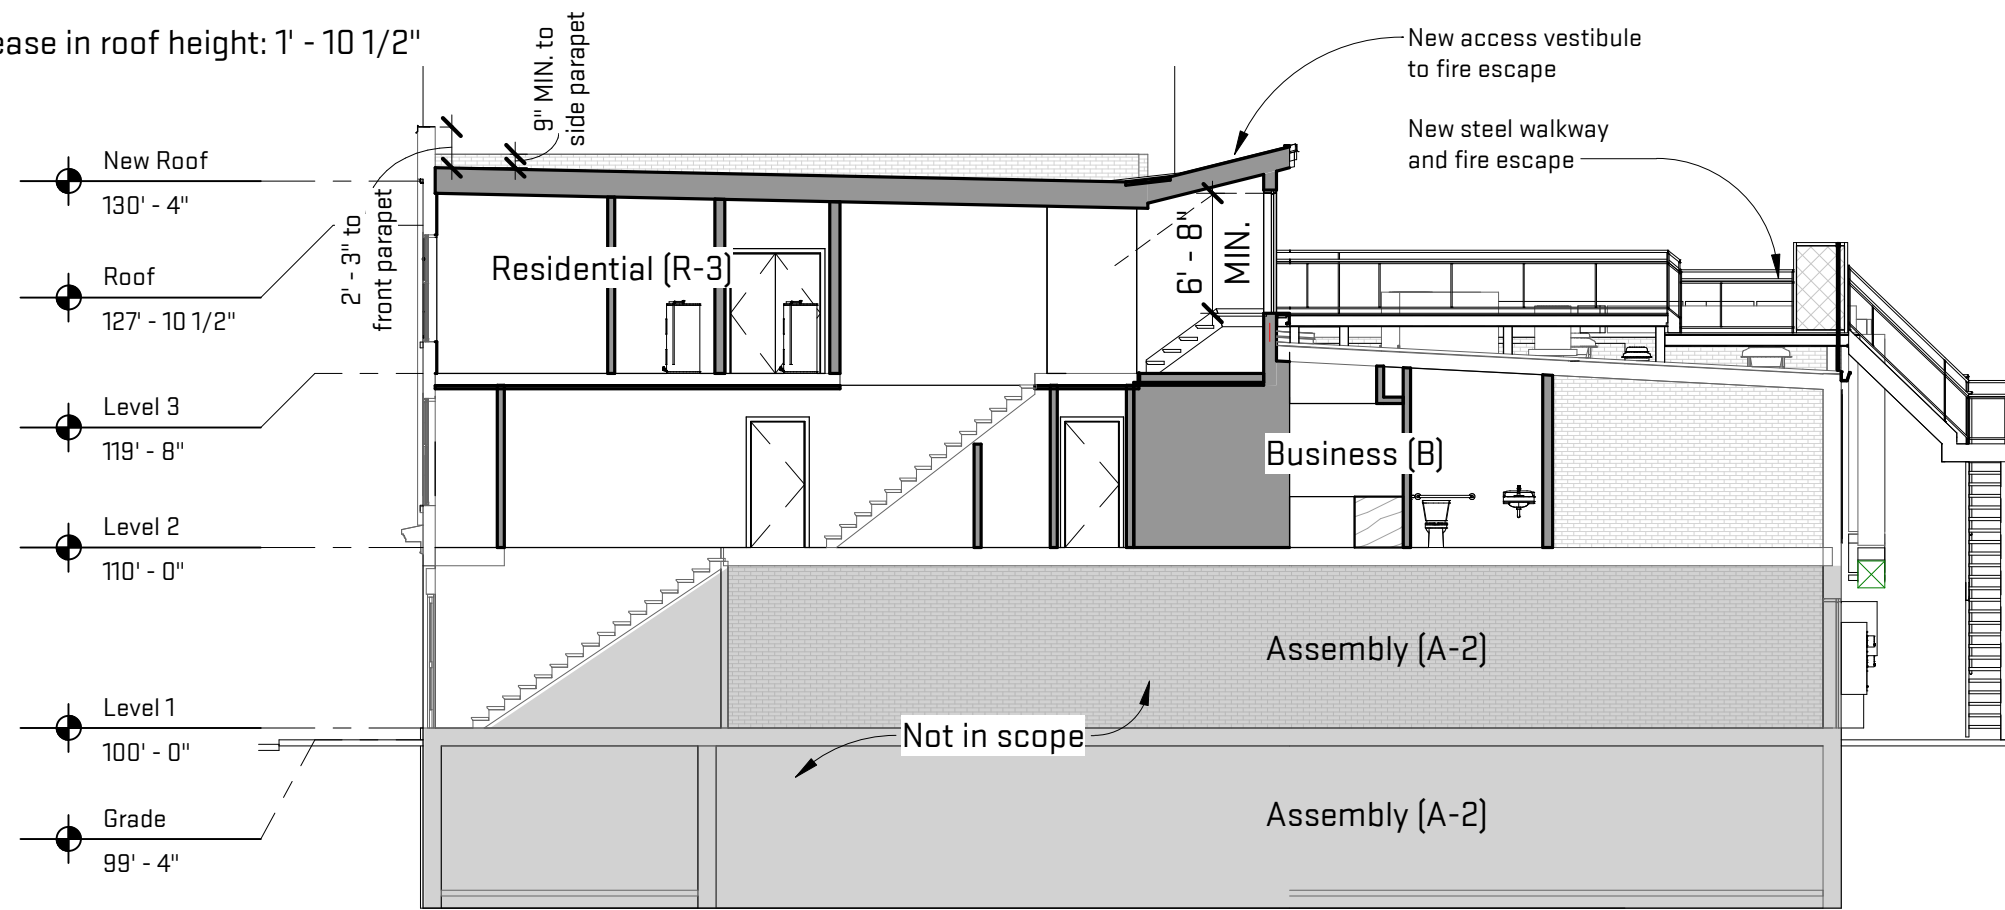 ease in roof height: 1' - 10 1/2"
9" MIN. to
side parapet
New access vestibule
to fire escape
New steel walkway
and fire escape
New Roof
130' - 4"
2' - 3" to
front parapet
Roof
127' - 10 1/2"
Residential (R-3)
6' - 8"
MIN.
Level 3
119' - 8"
Business (B)
Level 2
110' - 0"
Assembly (A-2)
Level 1
100' - 0"
Not in scope
Grade
99' - 4"
Assembly (A-2)